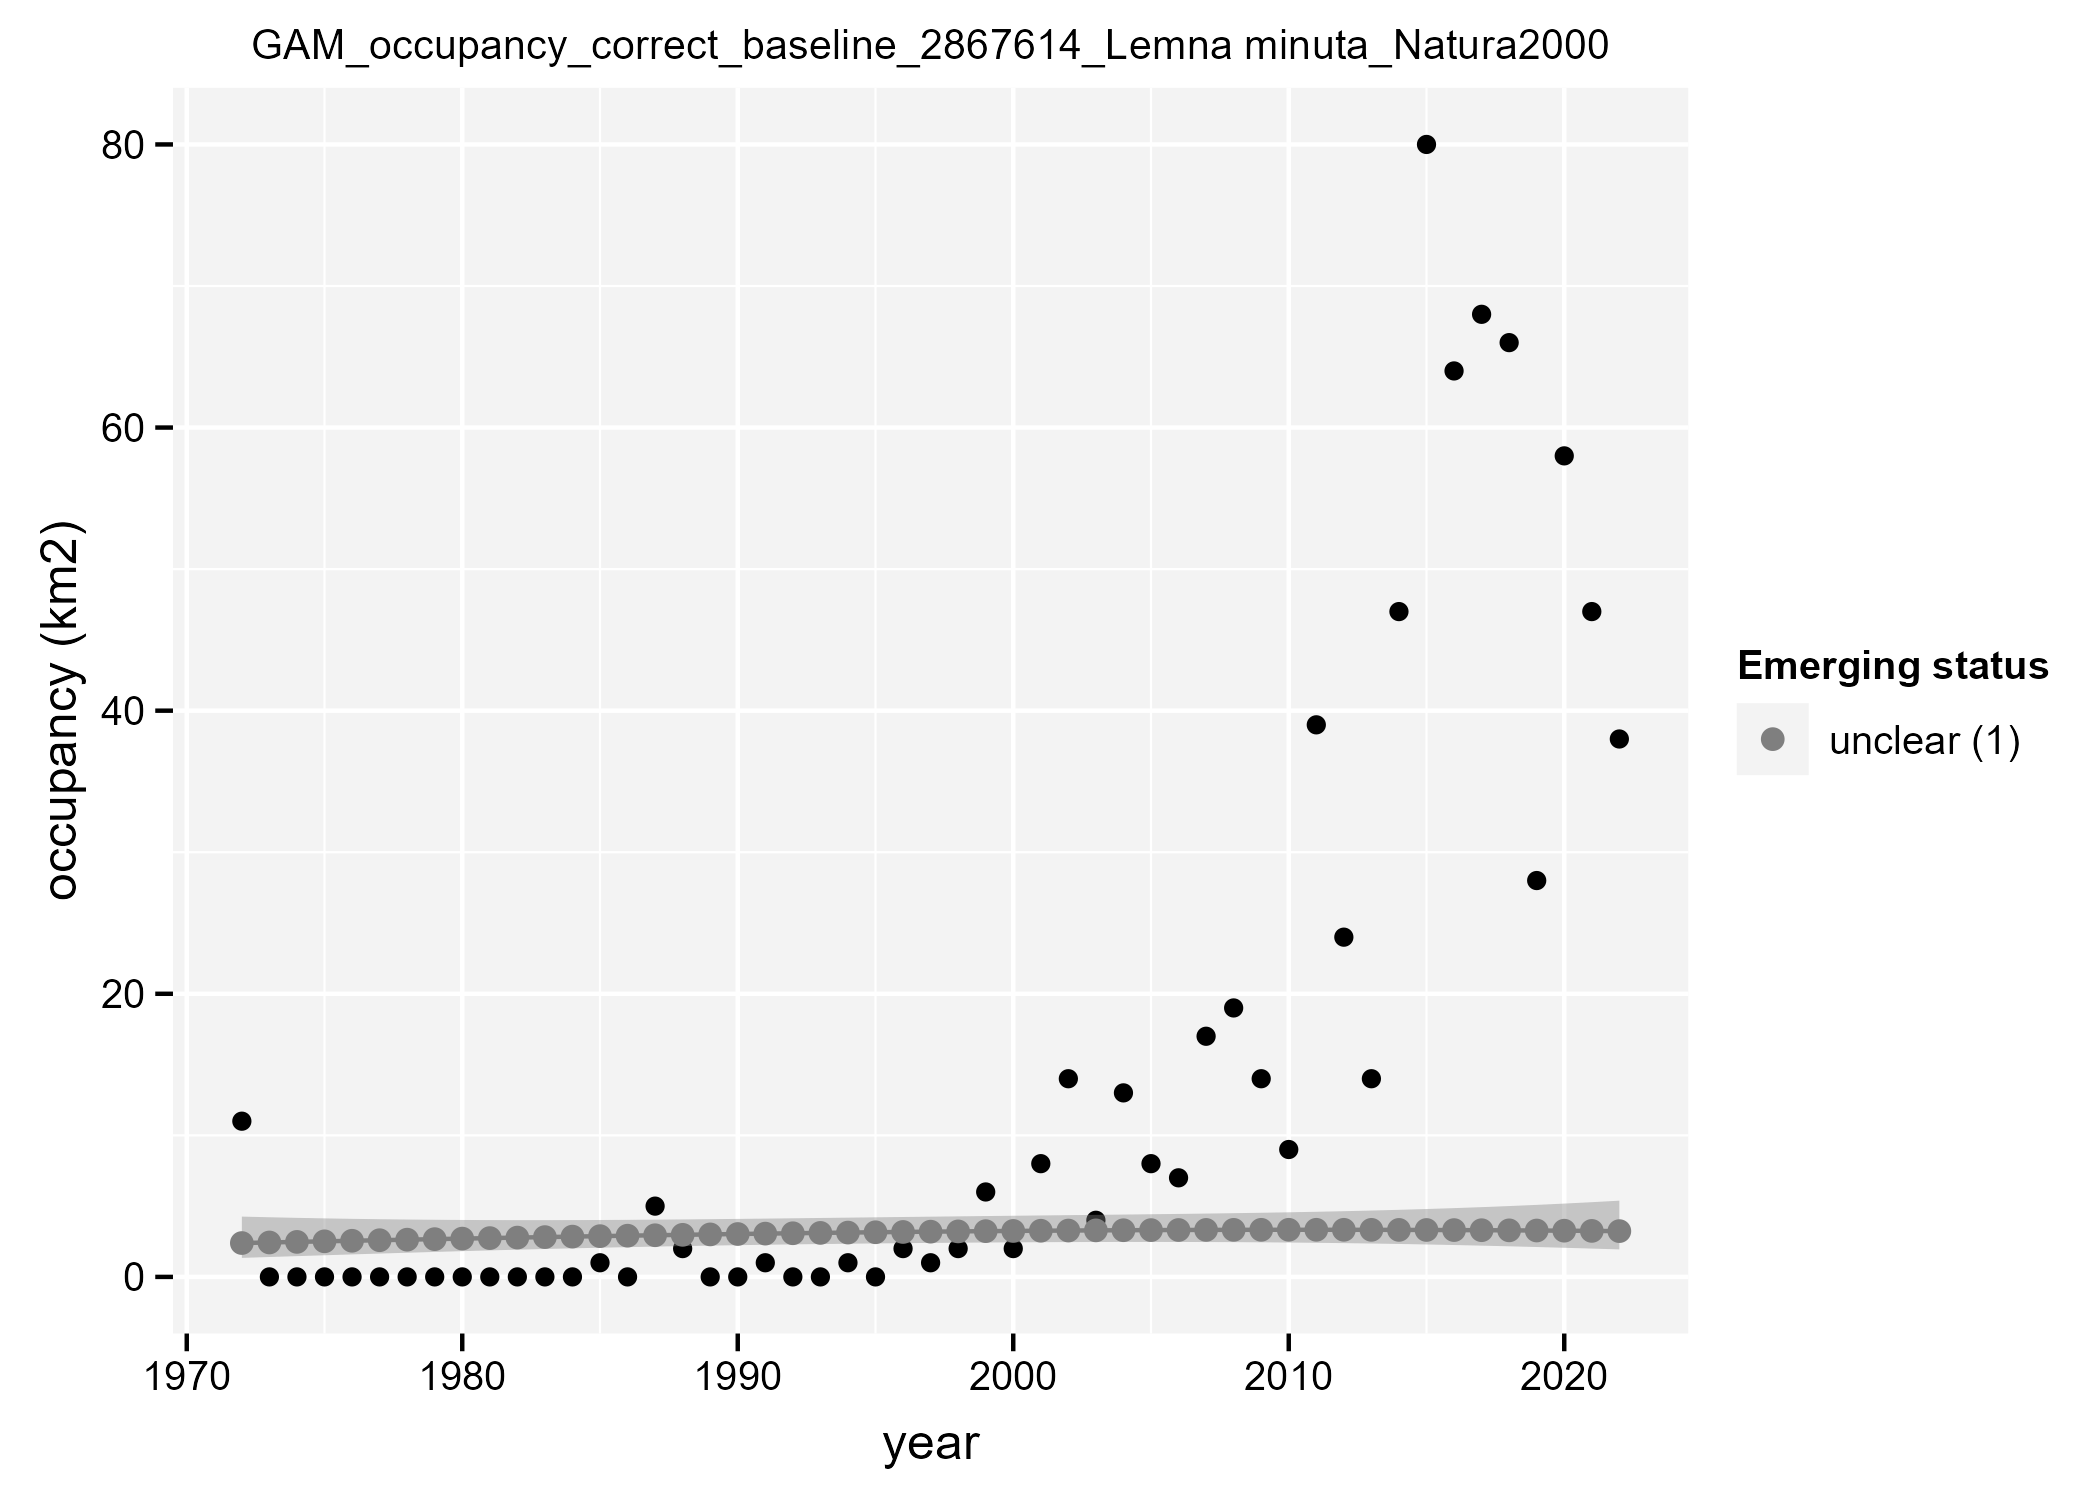 GAM_occupancy_correct_baseline_2867614_Lemna minuta_Natura2000
80
60
40
20
0
occupancy (km2)
1970 1980 1990 2000 2010 2020
year
Emerging status
unclear (1)